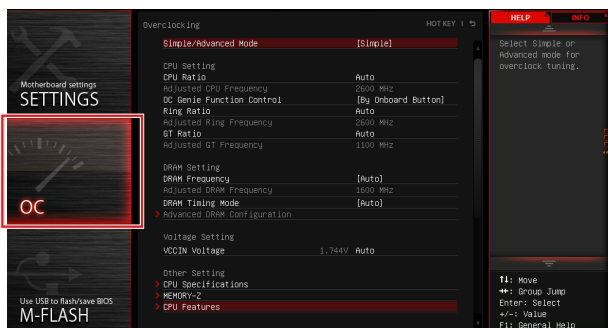 Overclocking
HOT KEY |
HELP
INFO
Simple/Advanced Mode [Simple]
Select Simple or
Advanced mode for
overclock tuning.
CPU Setting
CPU Ratio Auto
Adjusted CPU Frequency 2600 MHz
OC Genie Function Control [By Onboard Button]
Ring Ratio Auto
Adjusted Ring Frequency 2600 MHz
GT Ratio Auto
Adjusted GT Frequency 1100 MHz
DRAM Setting
DRAM Frequency [Auto]
Adjusted DRAM Frequency 1600 MHz
DRAM Timing Mode [Auto]
> Advanced DRAM Configuration
Voltage Setting
VCCIN Voltage 1.744V Auto
Other Setting
> CPU Specifications
> MEMORY-Z
> CPU Features
Motherboard settings
SETTINGS
OC
Use USB to flash/save BIOS
M-FLASH
↑↓: Move
→←: Group Jump
Enter: Select
+/-: Value
F1: General Help